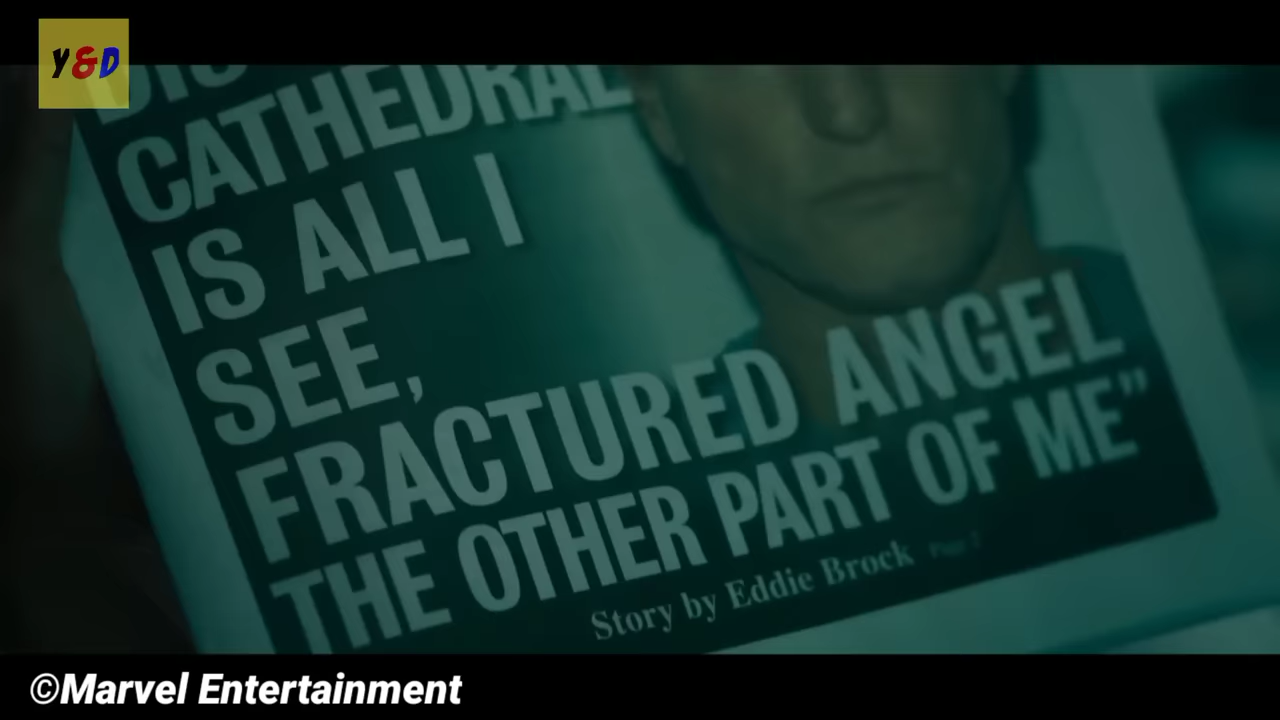 Y&D
CATHEDRAL
IS ALL I
SEE,
FRACTURED ANGEL
THE OTHER PART OF ME”
Story by Eddie Brock
©Marvel Entertainment